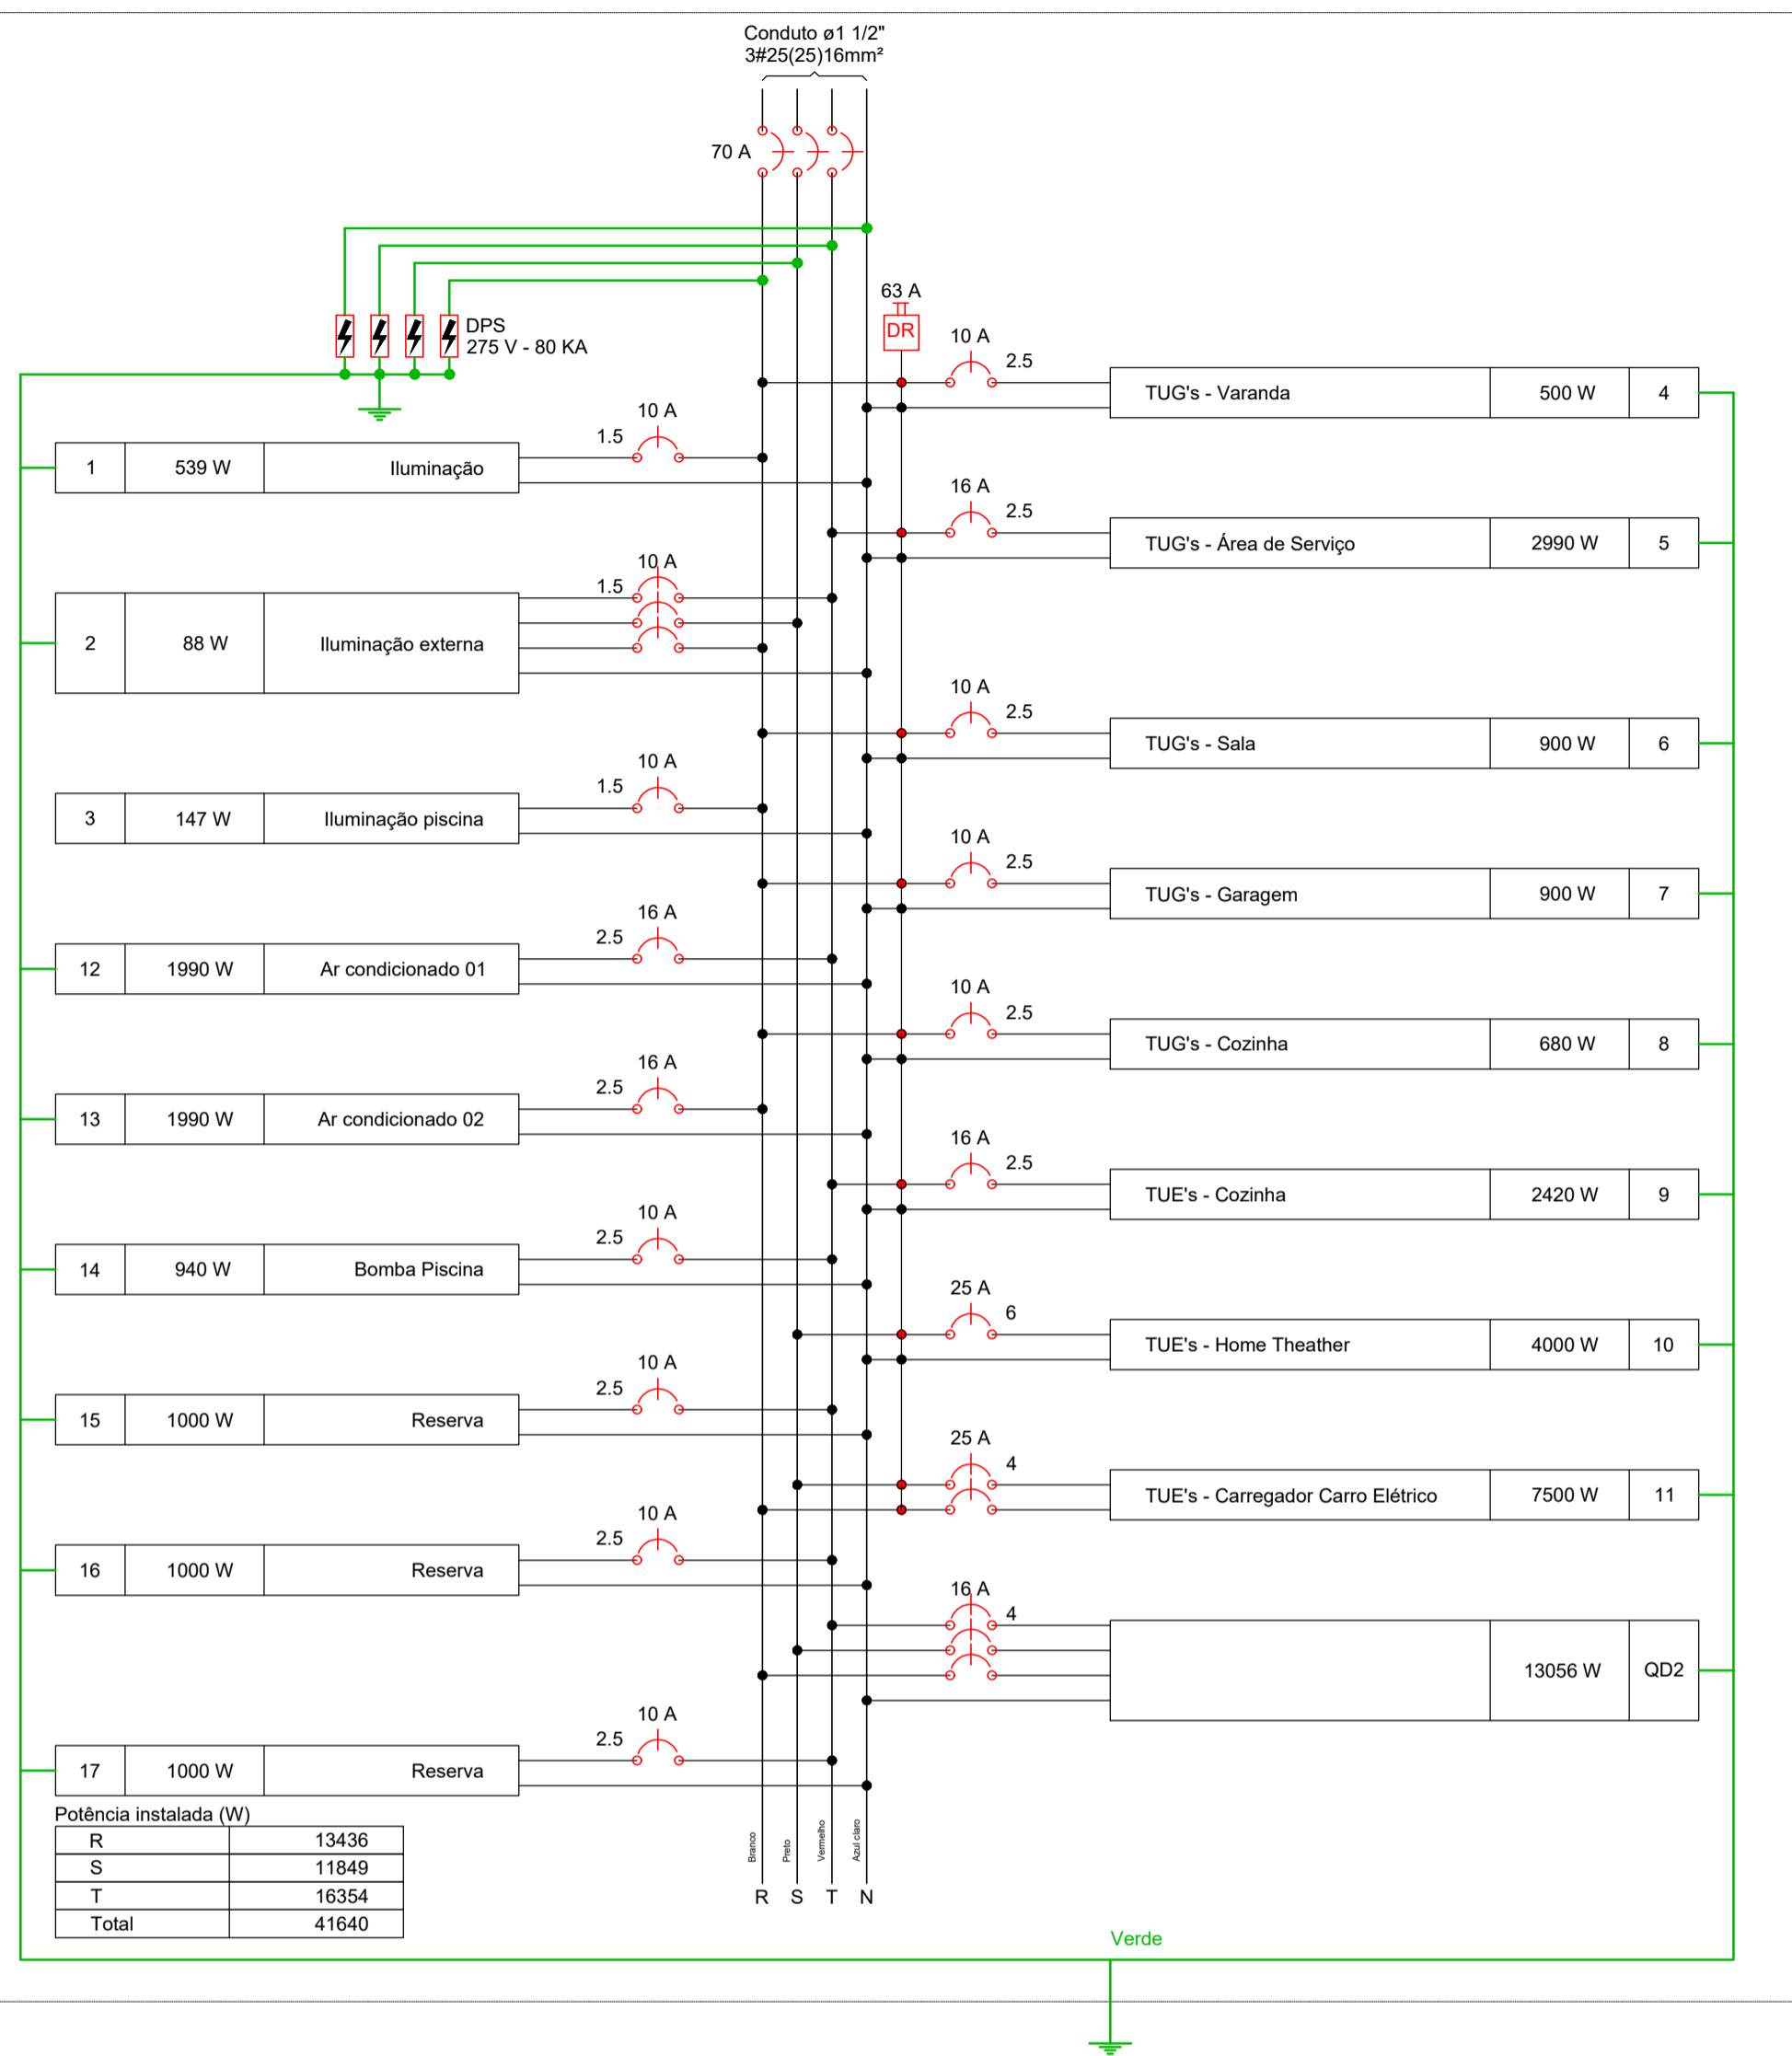 Conduto ø1 1/2"
3#25(25)16mm²
70 A
DPS
275 V - 80 KA
63 A
DR
10 A
2.5
TUG's - Varanda 500 W 4
10 A
1.5
1 539 W Iluminação
16 A
2.5
TUG's - Área de Serviço 2990 W 5
10 A
1.5
2 88 W Iluminação externa
10 A
2.5
TUG's - Sala 900 W 6
10 A
1.5
3 147 W Iluminação piscina
10 A
2.5
TUG's - Garagem 900 W 7
16 A
2.5
12 1990 W Ar condicionado 01
10 A
2.5
TUG's - Cozinha 680 W 8
16 A
2.5
13 1990 W Ar condicionado 02
16 A
2.5
TUE's - Cozinha 2420 W 9
10 A
2.5
14 940 W Bomba Piscina
25 A
6
TUE's - Home Theather 4000 W 10
10 A
2.5
15 1000 W Reserva
25 A
4
TUE's - Carregador Carro Elétrico 7500 W 11
10 A
2.5
16 1000 W Reserva
16 A
4
13056 W QD2
10 A
2.5
17 1000 W Reserva
Potência instalada (W)
R 13436
S 11849
T 16354
Total 41640
Branco
Preto
Vermelho
Azul claro
R S T N
Verde